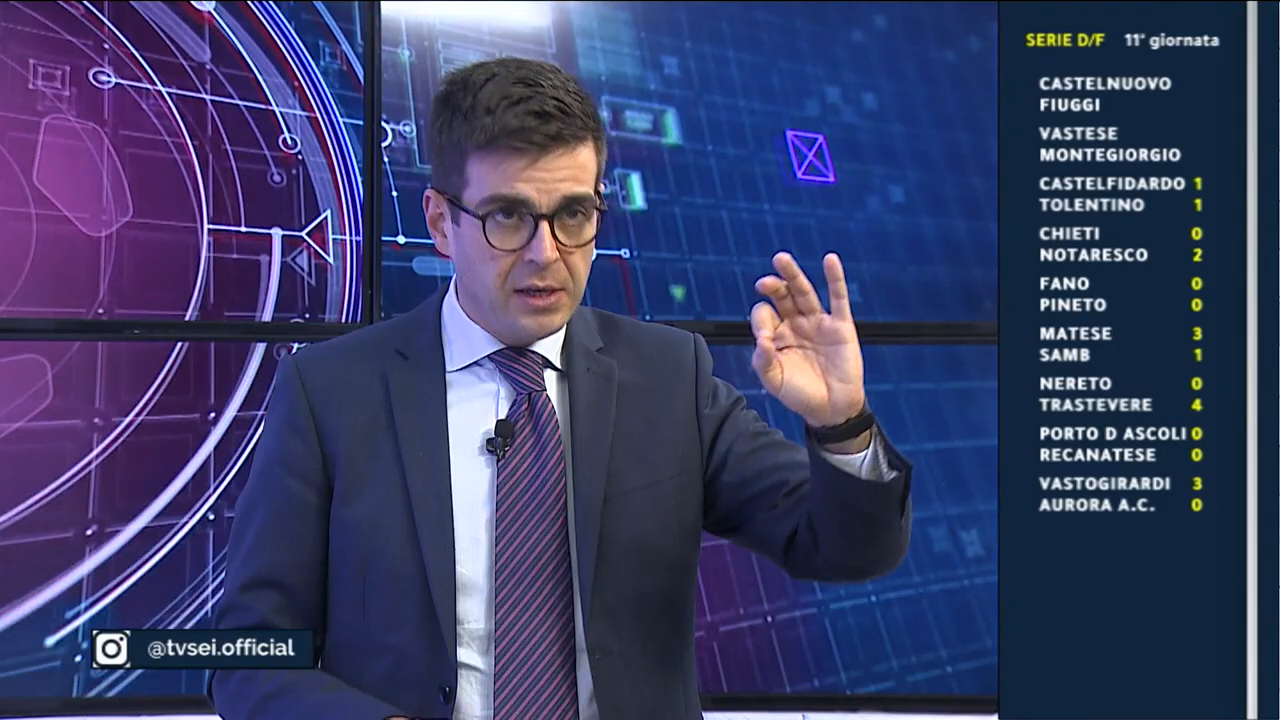 SERIE D/F 11ª giornata
CASTELNUOVO
FIUGGI
VASTESE
MONTEGIORGIO
CASTELFIDARDO 1
TOLENTINO 1
CHIETI 0
NOTARESCO 2
FANO 0
PINETO 0
MATESE 3
SAMB 1
NERETO 0
TRASTEVERE 4
PORTO D ASCOLI 0
RECANATESE 0
VASTOGIRARDI 3
AURORA A.C. 0
@tvsei.official